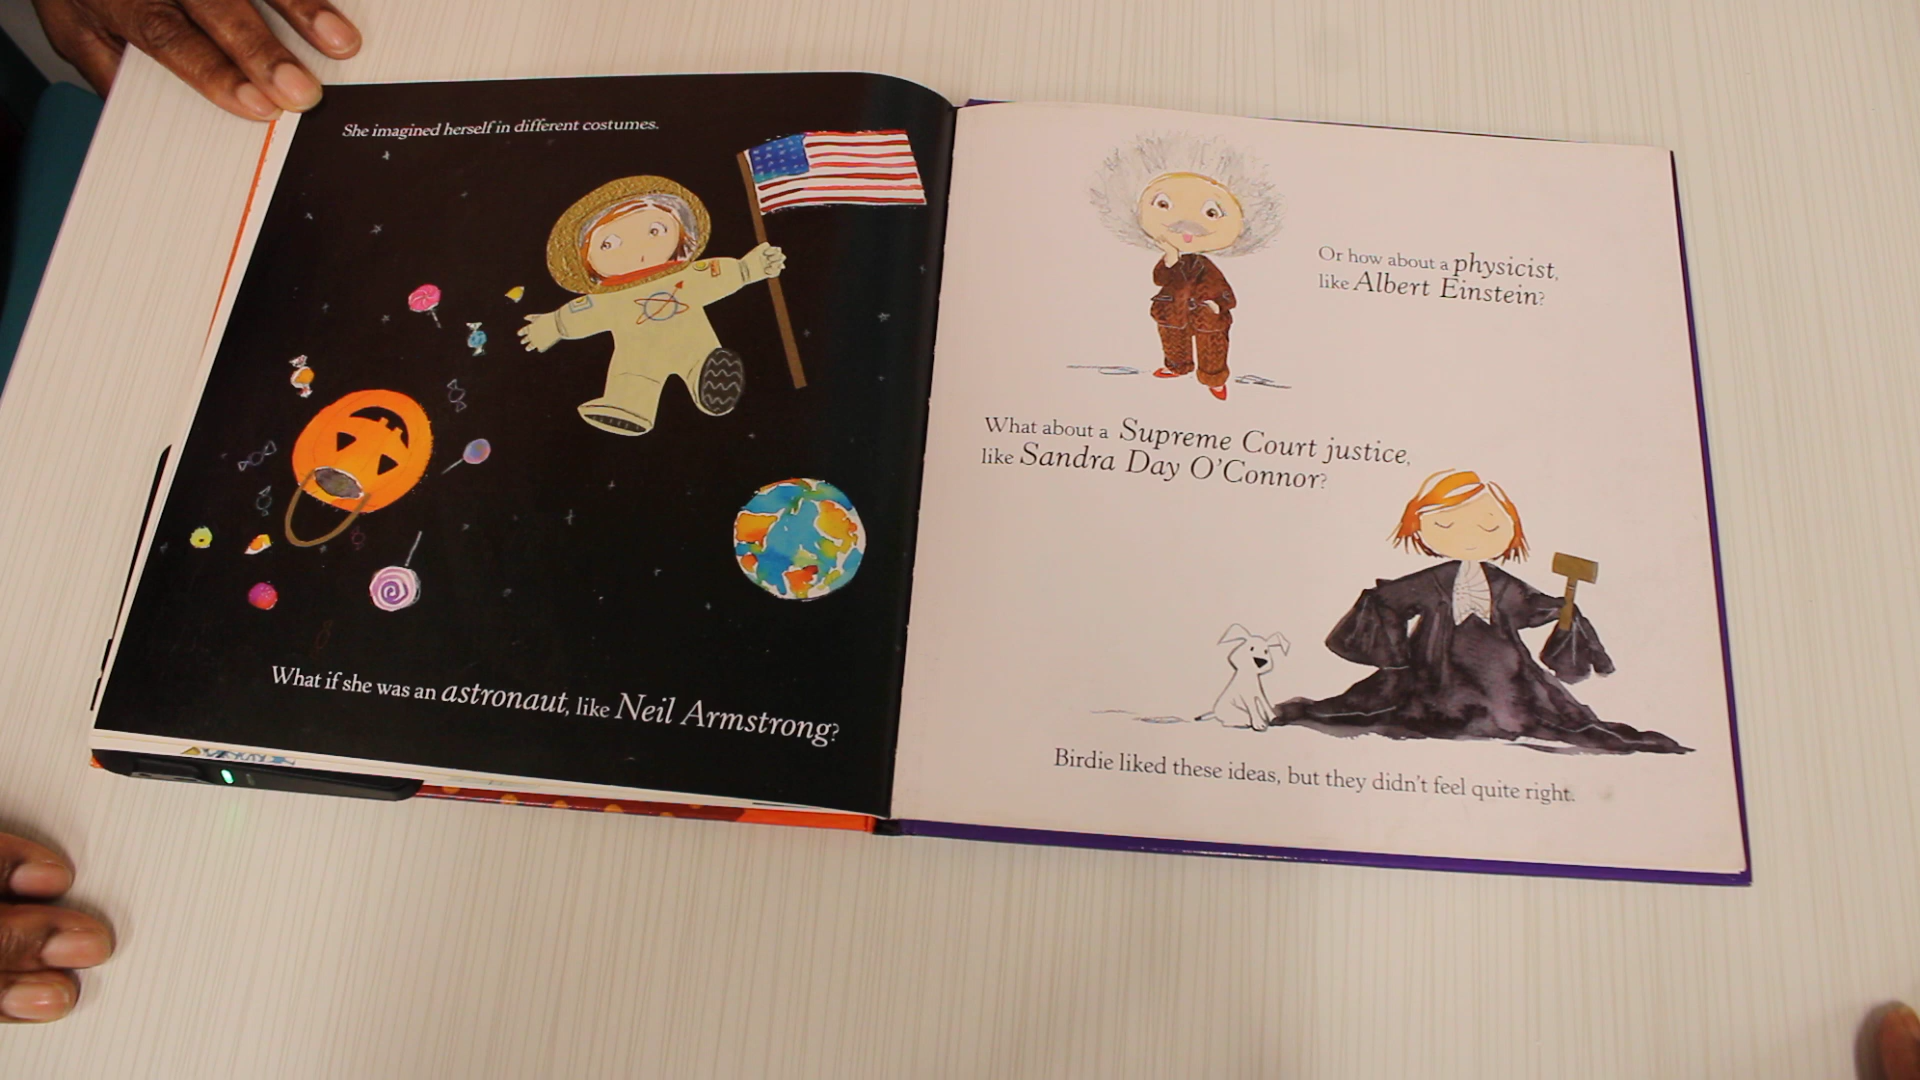 She imagined herself in different costumes.
What if she was an astronaut, like Neil Armstrong?
Or how about a physicist,
like Albert Einstein?
What about a Supreme Court justice,
like Sandra Day O'Connor?
Birdie liked these ideas, but they didn't feel quite right.